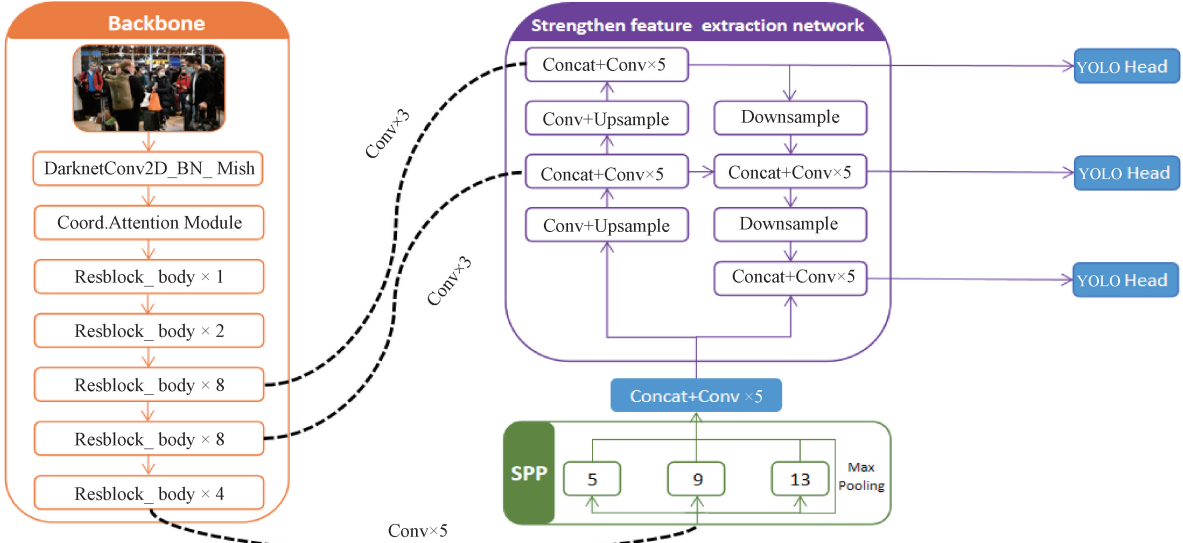 Backbone
DarknetConv2D_BN_ Mish
Coord.Attention Module
Resblock_ body × 1
Resblock_ body × 2
Resblock_ body × 8
Resblock_ body × 8
Resblock_ body × 4
Conv×3
Conv×3
Conv×5
Strengthen feature extraction network
Concat+Conv×5
Conv+Upsample
Concat+Conv×5
Conv+Upsample
Downsample
Concat+Conv×5
Downsample
Concat+Conv×5
YOLO Head
YOLO Head
YOLO Head
Concat+Conv ×5
SPP
5
9
13
Max
Pooling